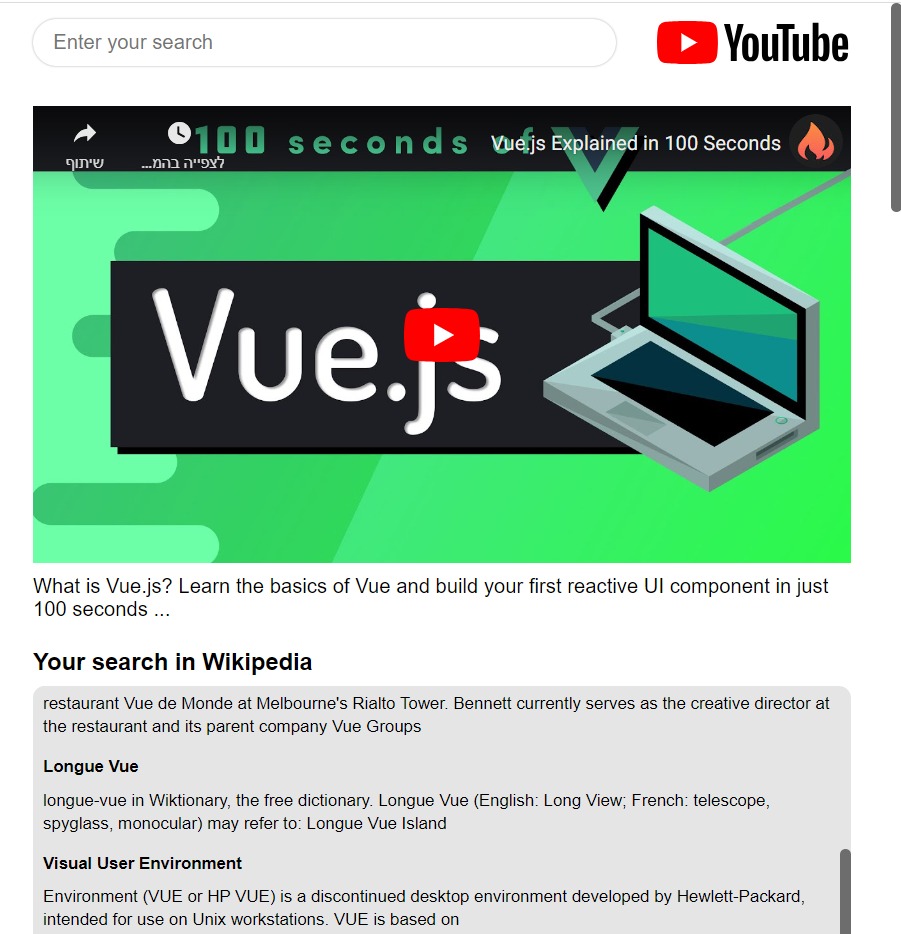 Enter your search
YouTube
100 seconds of
Vue.js Explained in 100 Seconds
שיתוף
לצפייה בהמ...
Vue.js
What is Vue.js? Learn the basics of Vue and build your first reactive UI component in just
100 seconds ...
Your search in Wikipedia
restaurant Vue de Monde at Melbourne's Rialto Tower. Bennett currently serves as the creative director at
the restaurant and its parent company Vue Groups
Longue Vue
longue-vue in Wiktionary, the free dictionary. Longue Vue (English: Long View; French: telescope,
spyglass, monocular) may refer to: Longue Vue Island
Visual User Environment
Environment (VUE or HP VUE) is a discontinued desktop environment developed by Hewlett-Packard,
intended for use on Unix workstations. VUE is based on